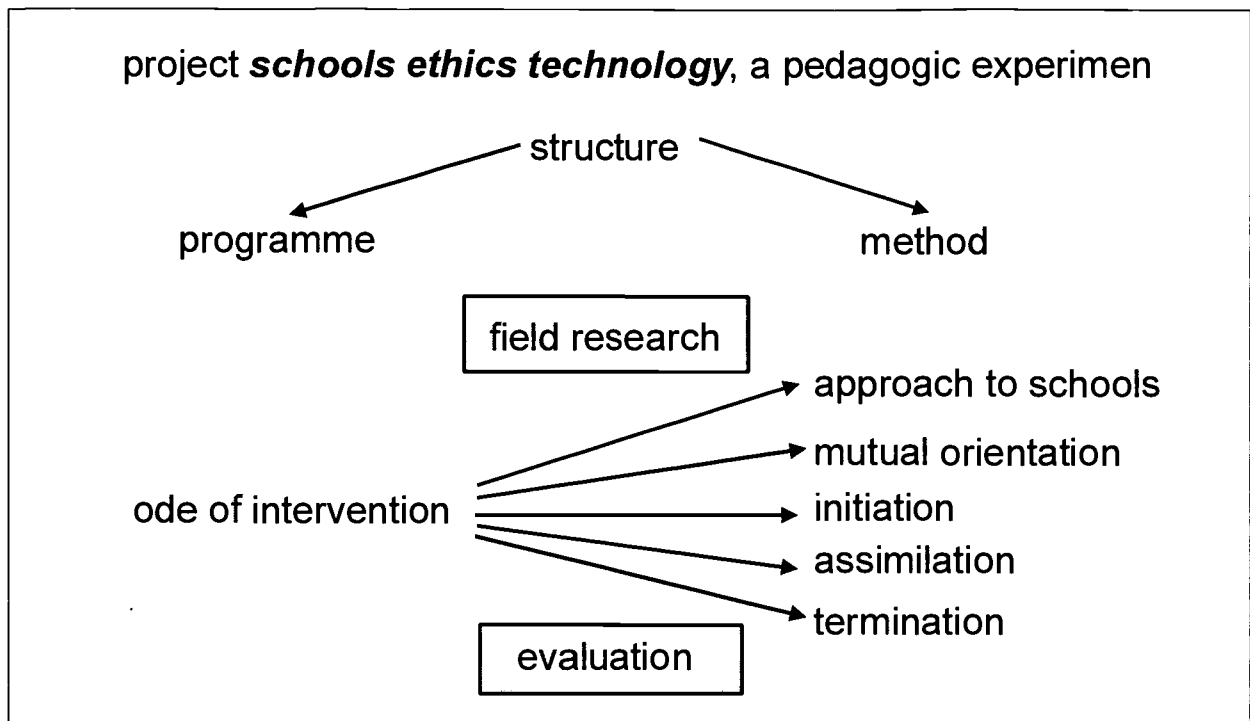 project schools ethics technology, a pedagogic experimen
structure
programme
method
field research
approach to schools
mutual orientation
ode of intervention
initiation
assimilation
termination
evaluation